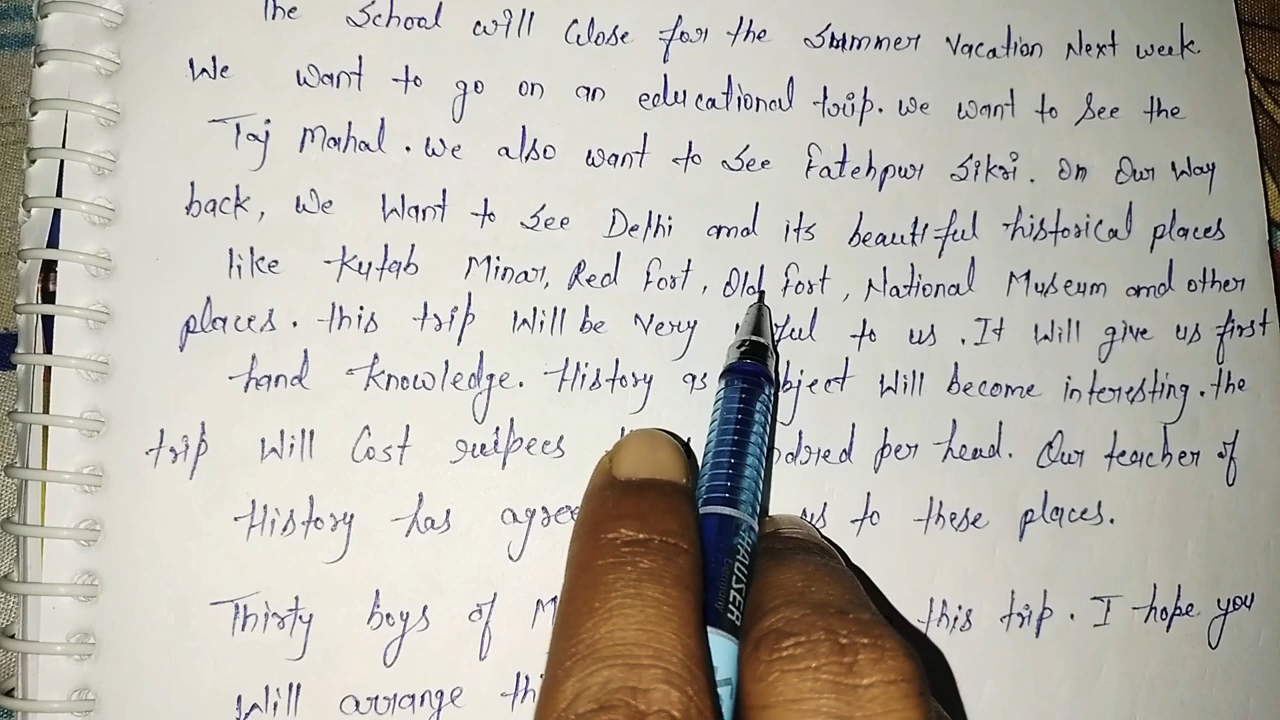 The School will Close for the Summer Vacation Next week.
We want to go on an educational trip. we want to See the
Taj Mahal. we also want to See Fatehpur Sikri. On Our Way
back, We Want to See Delhi and its beautiful historical places
like Kutab Minar, Red Fort, Old Fort, National Museum and other
places. This trip Will be Very to us. It Will give us first
hand Knowledge. History as Will become interesting. the
trip Will Cost per head. Our teacher of
History has us to these places.
Thirty boys of this trip. I hope you
Will arrange
HAUSER
Germany